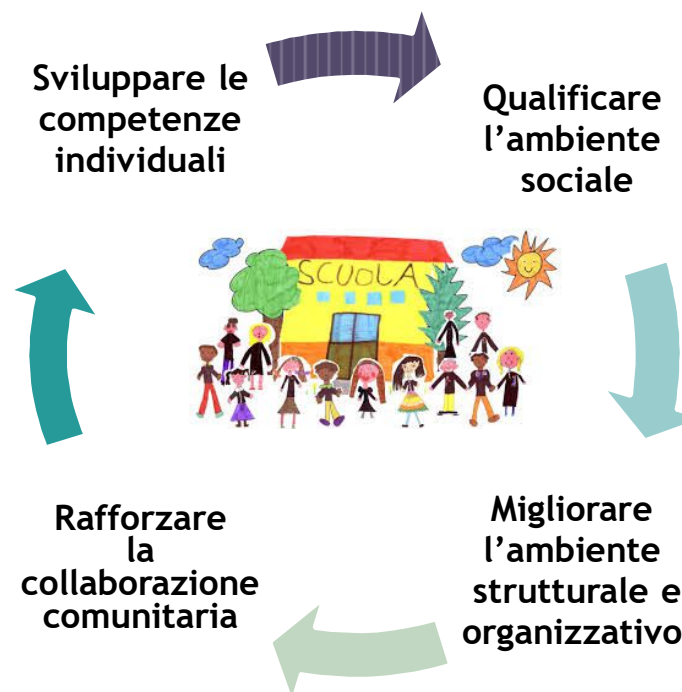 Sviluppare le
competenze
individuali
Qualificare
l’ambiente
sociale
SCUOLA
Rafforzare
la
collaborazione
comunitaria
Migliorare
l’ambiente
strutturale e
organizzativo